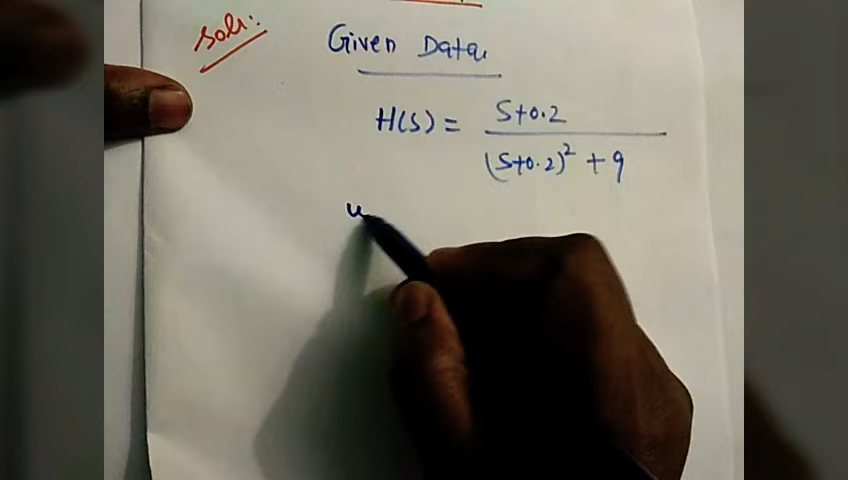 Soln:
Given Data.
H(s) = S+0.2
(S+0.2)² + 9